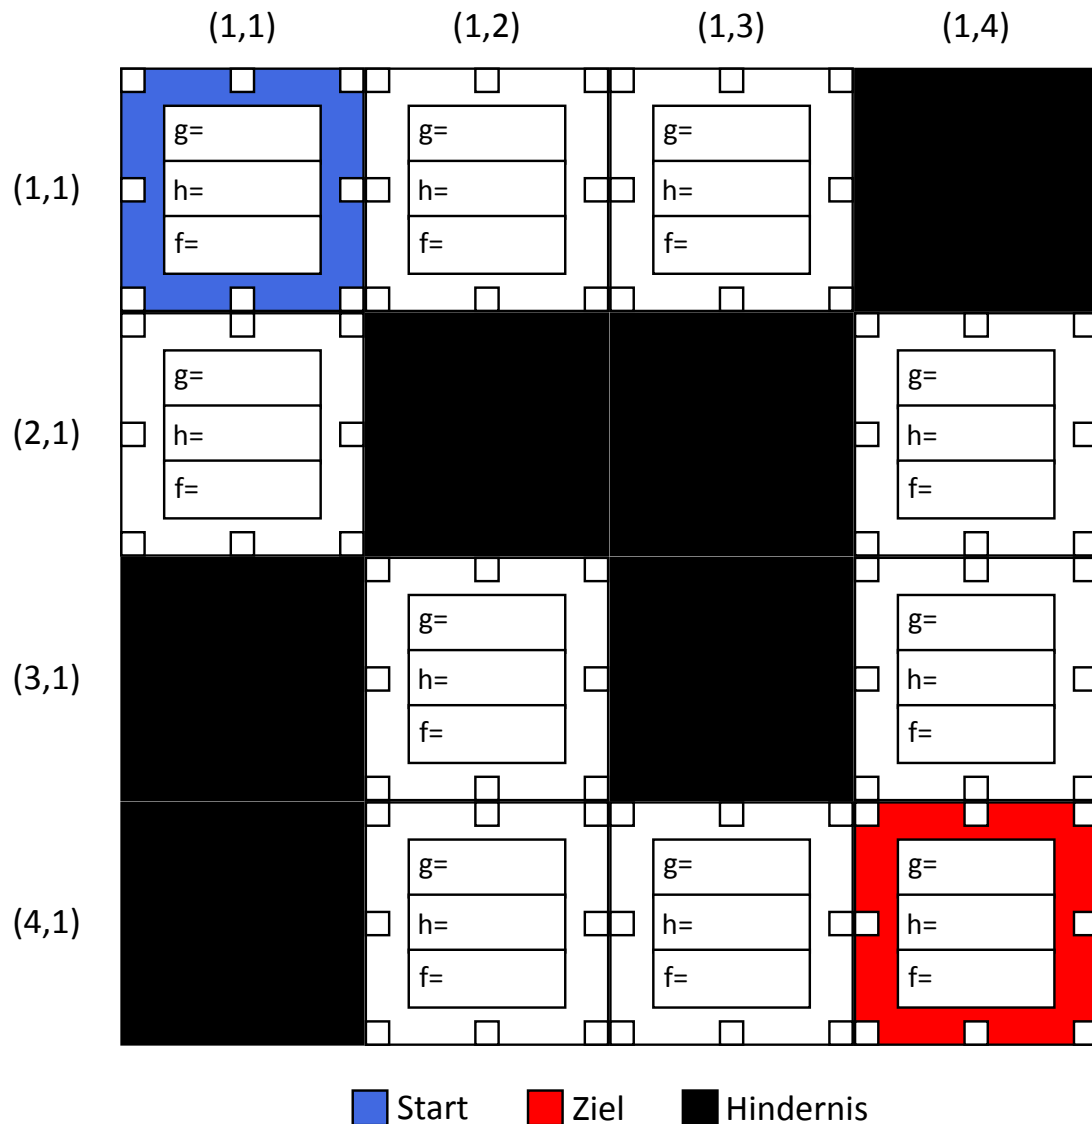 (1,1) (1,2) (1,3) (1,4)
g= g= g=
(1,1) h= h= h=
f= f= f=
g= g=
(2,1) h= h=
f= f=
g= g=
(3,1) h= h=
f= f=
g= g= g=
(4,1) h= h= h=
f= f= f=
Start Ziel Hindernis